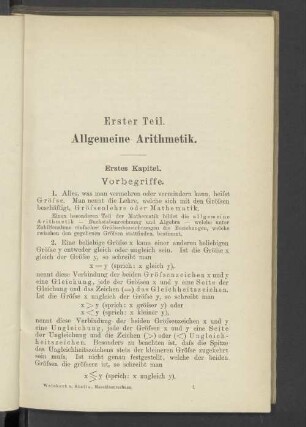 Erster Teil.
Allgemeine Arithmetik.
Erstes Kapitel.
Vorbegriffe.
1. Alles, was man vermehren oder vermindern kann, heißt
Größe. Man nennt die Lehre, welche sich mit den Größen
beschäftigt, Größenlehre oder Mathematik.
Einen besonderen Teil der Mathematik bildet die allgemeine
Arithmetik — Buchstabenrechnung und Algebra — welche unter
die Beziehungen, welche
zwischen den gegebenen Größen stattfinden, bestimmt.
2. Eine beliebige Größe x kann einer anderen beliebigen
Größe y entweder gleich oder ungleich sein. Ist die Größe x
gleich der Größe y, so schreibt man
x = y (sprich: x gleich y),
nennt diese Verbindung der beiden Größenzeichen x und y
eine Gleichung, jede der Größen x und y eine Seite der
Gleichung und das Zeichen (=) das Gleichheitszeichen.
Ist die Größe x ungleich der Größe y, so schreibt man
x > y (sprich: x größer y) oder
x < y (sprich: x kleiner y),
nennt diese Verbindung der beiden Größenzeichen x und y
eine Ungleichung, jede der Größen x und y eine Seite
der Ungleichung und die Zeichen (>) oder (<) Ungleich-
heitszeichen. Besonders zu beachten ist, daß die Spitze
des Ungleichheitszeichens stets der kleineren Größe zugekehrt
sein muß. Ist nicht genau festgestellt, welche der beiden
Größen die größere ist, so schreibt man
x ≶ y (sprich: x ungleich y).
1